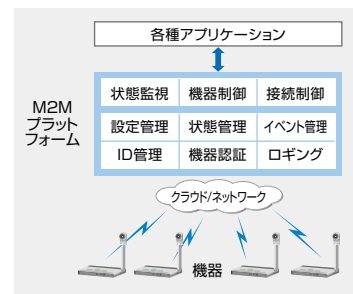 各種アプリケーション
M2M
プラット
フォーム
状態監視 機器制御 接続制御
設定管理 状態管理 イベント管理
ID管理 機器認証 ロギング
クラウド/ネットワーク
機器